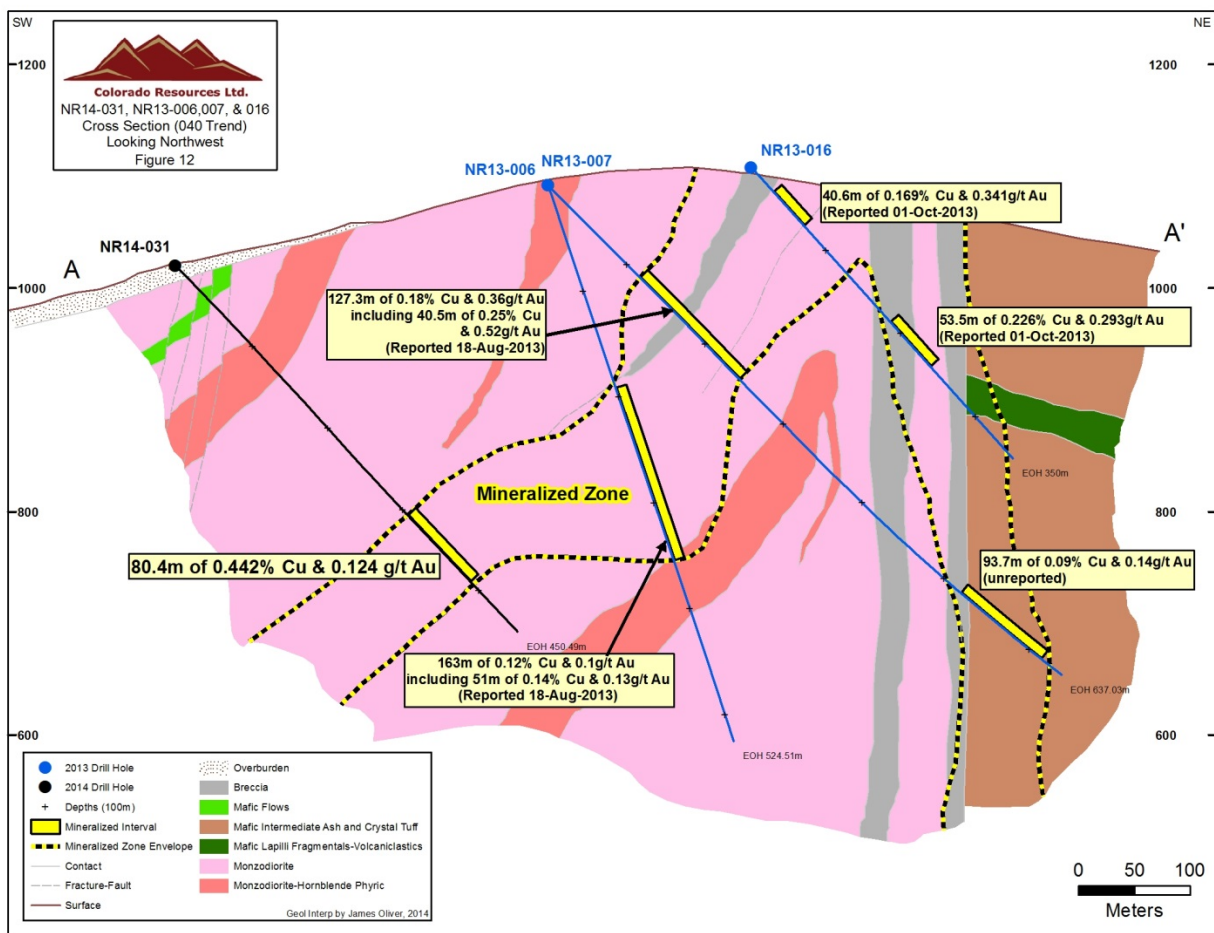 SW
NE
1200
1200
Colorado Resources Ltd.
NR14-031, NR13-006,007, & 016
Cross Section (040 Trend)
Looking Northwest
Figure 12
NR13-006
NR13-007
NR13-016
40.6m of 0.169% Cu & 0.341g/t Au
(Reported 01-Oct-2013)
NR14-031
A
A'
1000
1000
127.3m of 0.18% Cu & 0.36g/t Au
including 40.5m of 0.25% Cu
& 0.52g/t Au
(Reported 18-Aug-2013)
53.5m of 0.226% Cu & 0.293g/t Au
(Reported 01-Oct-2013)
EOH 350m
Mineralized Zone
800
800
80.4m of 0.442% Cu & 0.124 g/t Au
93.7m of 0.09% Cu & 0.14g/t Au
(unreported)
EOH 450.49m
163m of 0.12% Cu & 0.1g/t Au
including 51m of 0.14% Cu & 0.13g/t Au
(Reported 18-Aug-2013)
EOH 637.03m
600
600
EOH 524.51m
2013 Drill Hole
2014 Drill Hole
Depths (100m)
Mineralized Interval
Mineralized Zone Envelope
Contact
Fracture-Fault
Surface
Overburden
Breccia
Mafic Flows
Mafic Intermediate Ash and Crystal Tuff
Mafic Lapilli Fragmentals-Volcaniclastics
Monzodiorite
Monzodiorite-Hornblende Phyric
Geol Interp by James Oliver, 2014
0 50 100
Meters